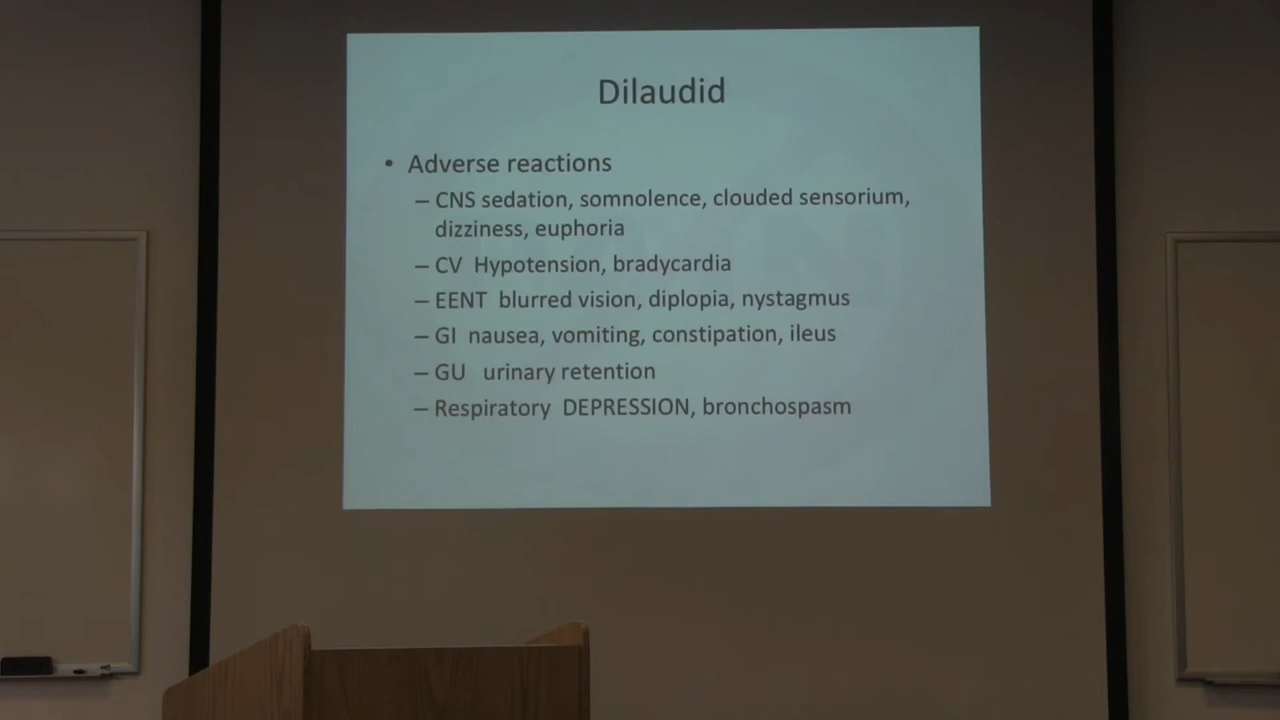 Dilaudid
• Adverse reactions
– CNS sedation, somnolence, clouded sensorium,
dizziness, euphoria
– CV  Hypotension, bradycardia
– EENT  blurred vision, diplopia, nystagmus
– GI  nausea, vomiting, constipation, ileus
– GU   urinary retention
– Respiratory  DEPRESSION, bronchospasm